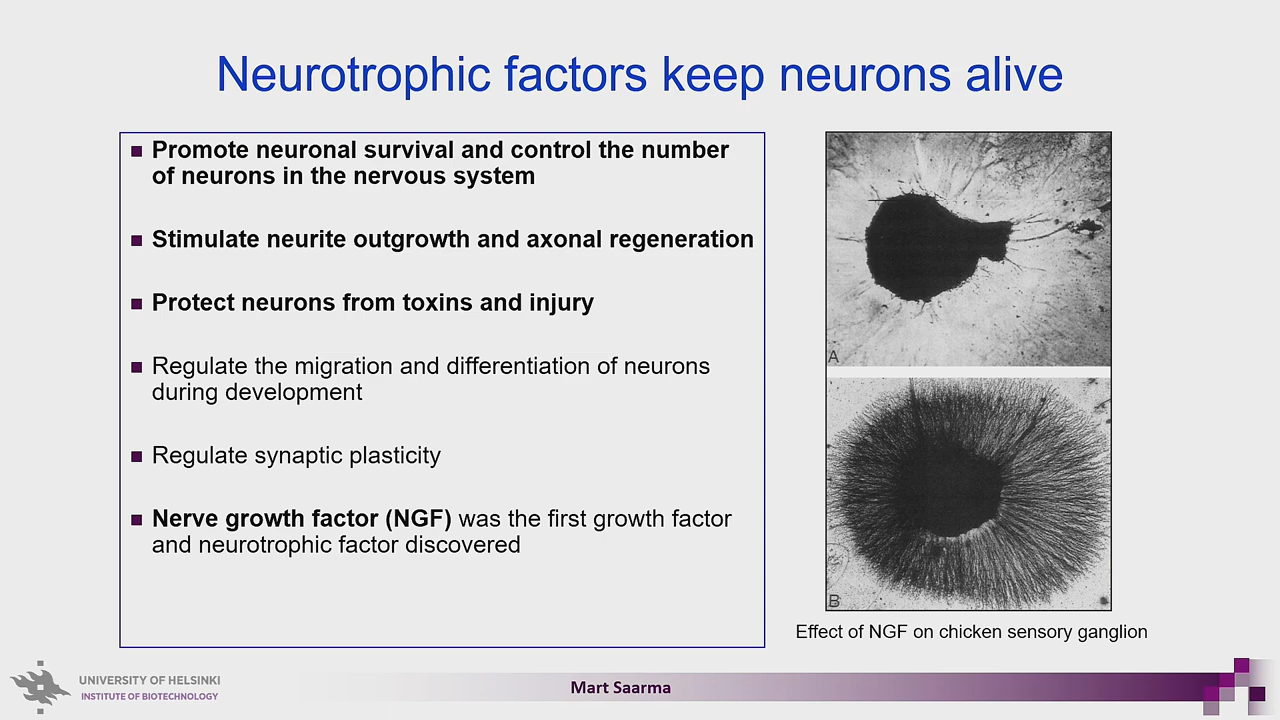 Neurotrophic factors keep neurons alive
Promote neuronal survival and control the number
of neurons in the nervous system
Stimulate neurite outgrowth and axonal regeneration
Protect neurons from toxins and injury
Regulate the migration and differentiation of neurons
during development
Regulate synaptic plasticity
Nerve growth factor (NGF) was the first growth factor
and neurotrophic factor discovered
A
B
Effect of NGF on chicken sensory ganglion
UNIVERSITY OF HELSINKI
INSTITUTE OF BIOTECHNOLOGY
Mart Saarma